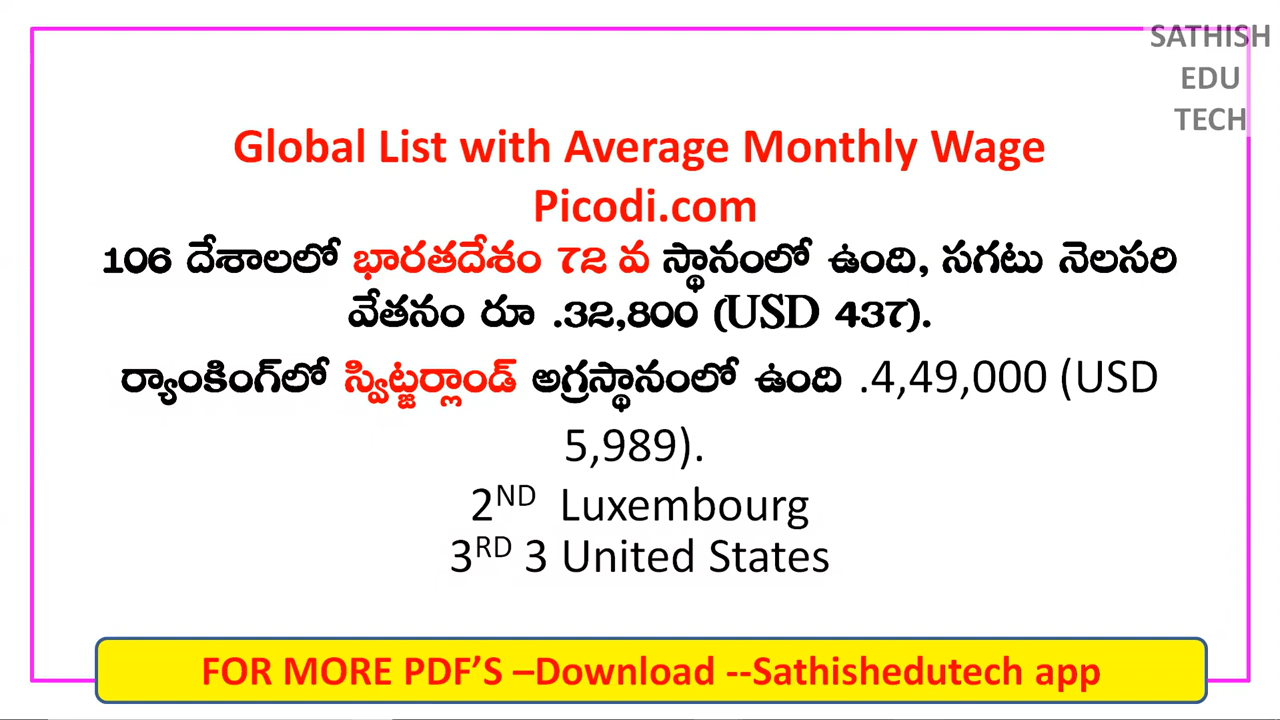 SATHISH
EDU
TECH
Global List with Average Monthly Wage
Picodi.com
106 దేశాలలో భారతదేశం 72 వ స్థానంలో ఉంది, సగటు నెలసరి
వేతనం రూ .32,800 (USD 437).
ర్యాంకింగ్‌లో స్విట్జర్లాండ్ అగ్రస్థానంలో ఉంది .4,49,000 (USD
5,989).
2ND Luxembourg
3RD 3 United States
FOR MORE PDF'S –Download --Sathishedutech app